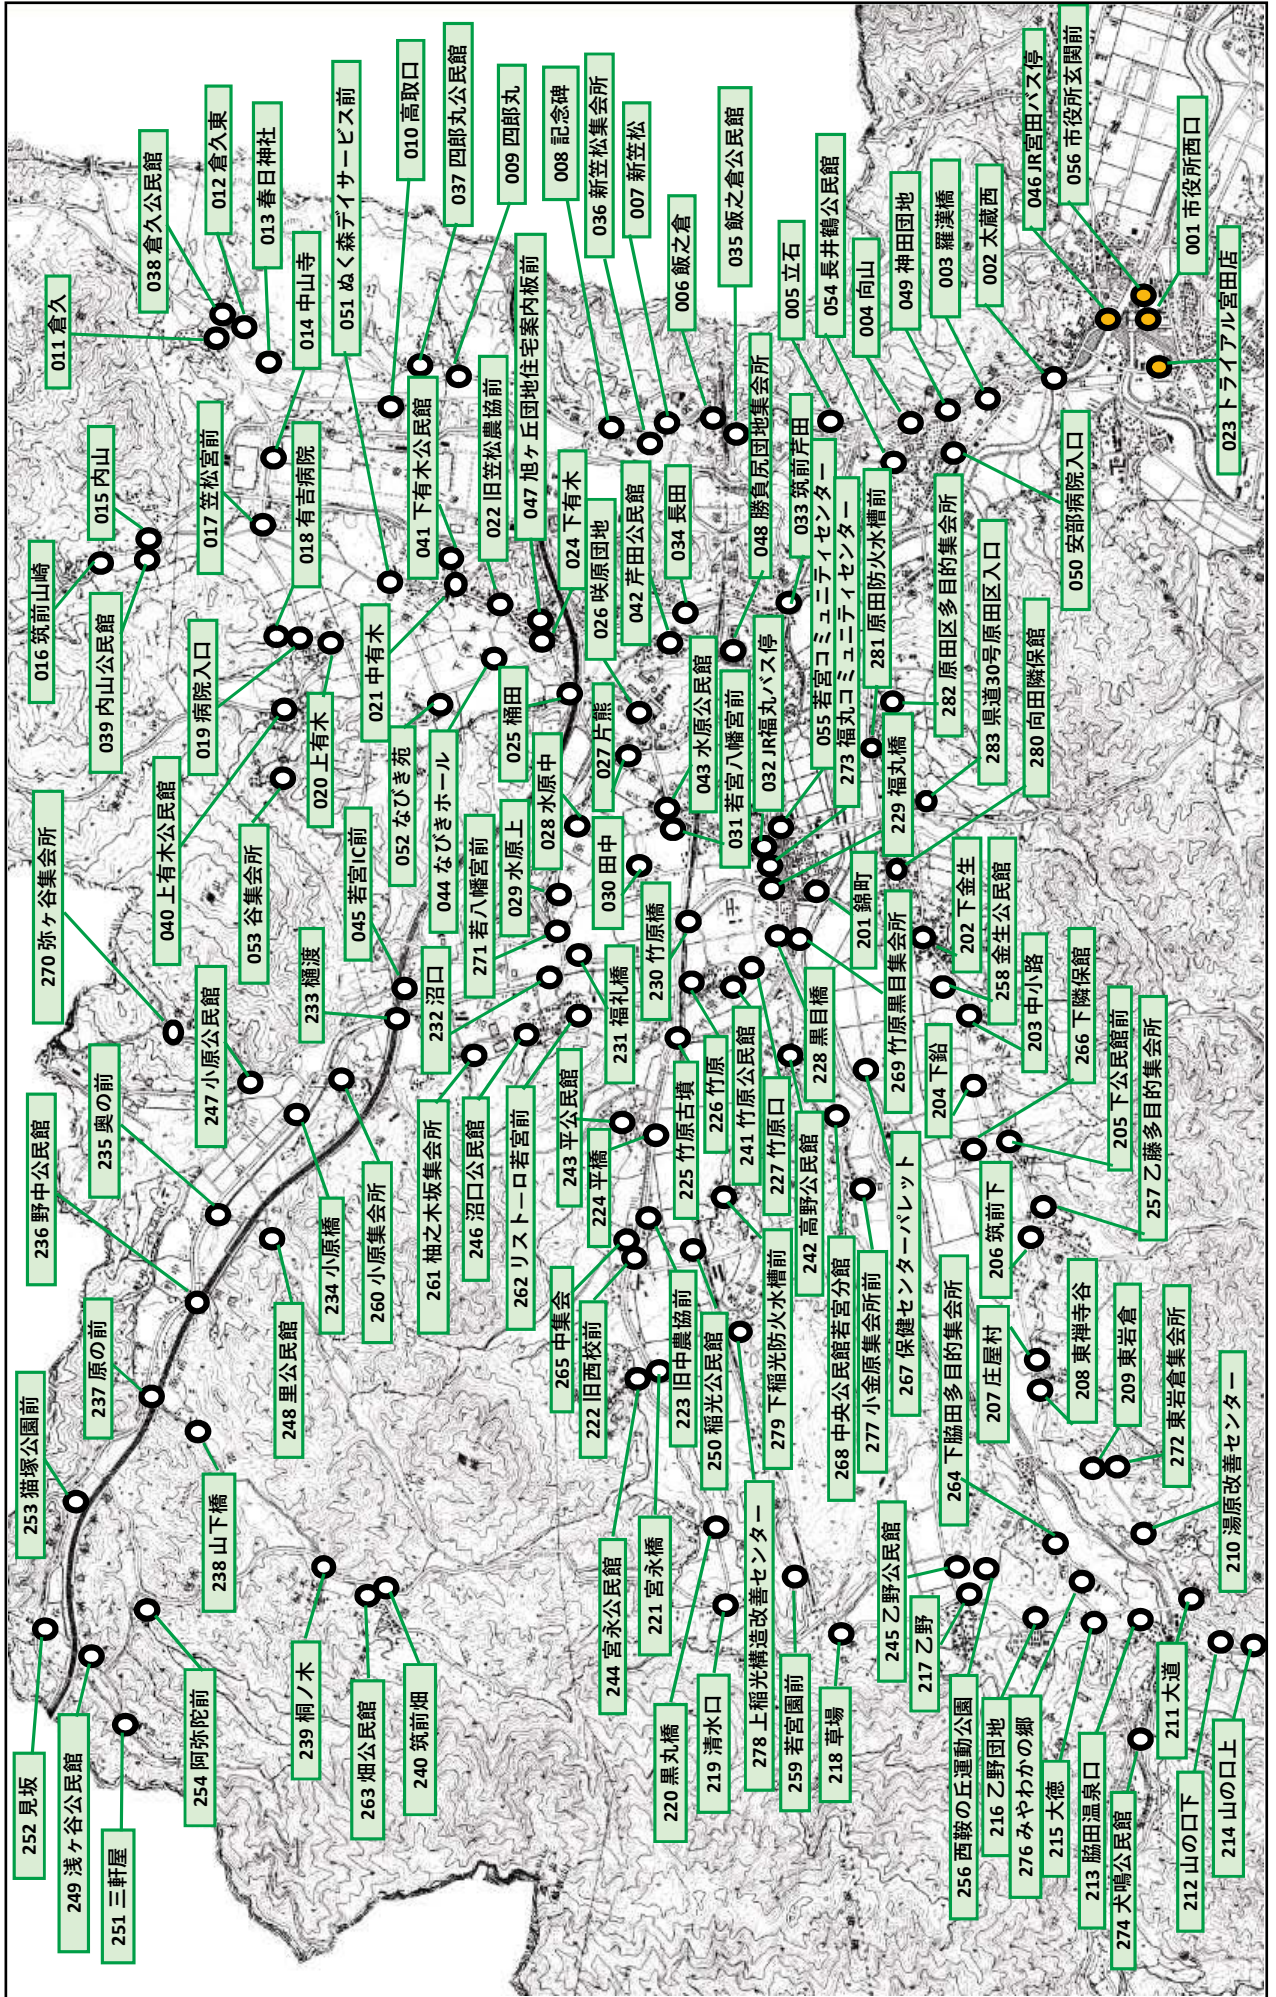 252 見坂
249 浅ヶ谷公民館
251 三軒屋
253 猫塚公園前
237 原の前
254 阿弥陀前
238 山下橋
236 野中公民館
235 奥の前
248 里公民館
239 桐ノ木
263 畑公民館
240 筑前畑
270 弥ヶ谷集会所
247 小原公民館
234 小原橋
260 小原集会所
233 樋渡
045 若宮IC前
016 筑前山崎
015 内山
039 内山公民館
011 倉久
038 倉久公民館
012 倉久東
013 春日神社
014 中山寺
017 笠松宮前
018 有吉病院
019 病院入口
020 上有木
040 上有木公民館
053 谷集会所
051 ぬく森デイサービス前
010 高取口
037 四郎丸公民館
009 四郎丸
041 下有木公民館
021 中有木
022 旧笠松農協前
047 旭ヶ丘団地住宅案内板前
024 下有木
052 なびき苑
044 なびきホール
025 桶田
008 記念碑
036 新笠松集会所
007 新笠松
006 飯之倉
035 飯之倉公民館
026 咲原団地
042 芹田公民館
034 長田
048 勝負尻団地集会所
033 筑前芹田
027 片熊
028 水原中
029 水原上
271 若八幡宮前
030 田中
043 水原公民館
031 若宮八幡宮前
032 JR福丸バス停
055 若宮コミュニティセンター
273 福丸コミュニティセンター
229 福丸橋
005 立石
054 長井鶴公民館
004 向山
049 神田団地
003 羅漢橋
002 太蔵西
050 安部病院入口
046 JR宮田バス停
056 市役所玄関前
001 市役所西口
023 トライアル宮田店
281 原田防火水槽前
282 原田区多目的集会所
283 県道30号原田区入口
280 向田隣保館
232 沼口
261 柚之木坂集会所
246 沼口公民館
262 リストーロ若宮前
231 福礼橋
230 竹原橋
243 平公民館
224 平橋
225 竹原古墳
226 竹原
241 竹原公民館
227 竹原口
242 高野公民館
228 黒目橋
269 竹原黒目集会所
201 錦町
202 下金生
258 金生公民館
203 中小路
204 下鉛
266 下隣保館
205 下公民館前
257 乙藤多目的集会所
206 筑前下
207 庄屋村
208 東禅寺谷
209 東岩倉
272 東岩倉集会所
210 湯原改善センター
264 下脇田多目的集会所
267 保健センターパレット
277 小金原集会所前
268 中央公民館若宮分館
279 下稲光防火水槽前
250 稲光公民館
223 旧中農協前
222 旧西校前
265 中集会
244 宮永公民館
221 宮永橋
220 黒丸橋
219 清水口
278 上稲光構造改善センター
259 若宮園前
218 草場
245 乙野公民館
217 乙野
256 西鞍の丘運動公園
216 乙野団地
276 みやわかの郷
215 大徳
213 脇田温泉口
274 犬鳴公民館
211 大道
212 山の口下
214 山の口上